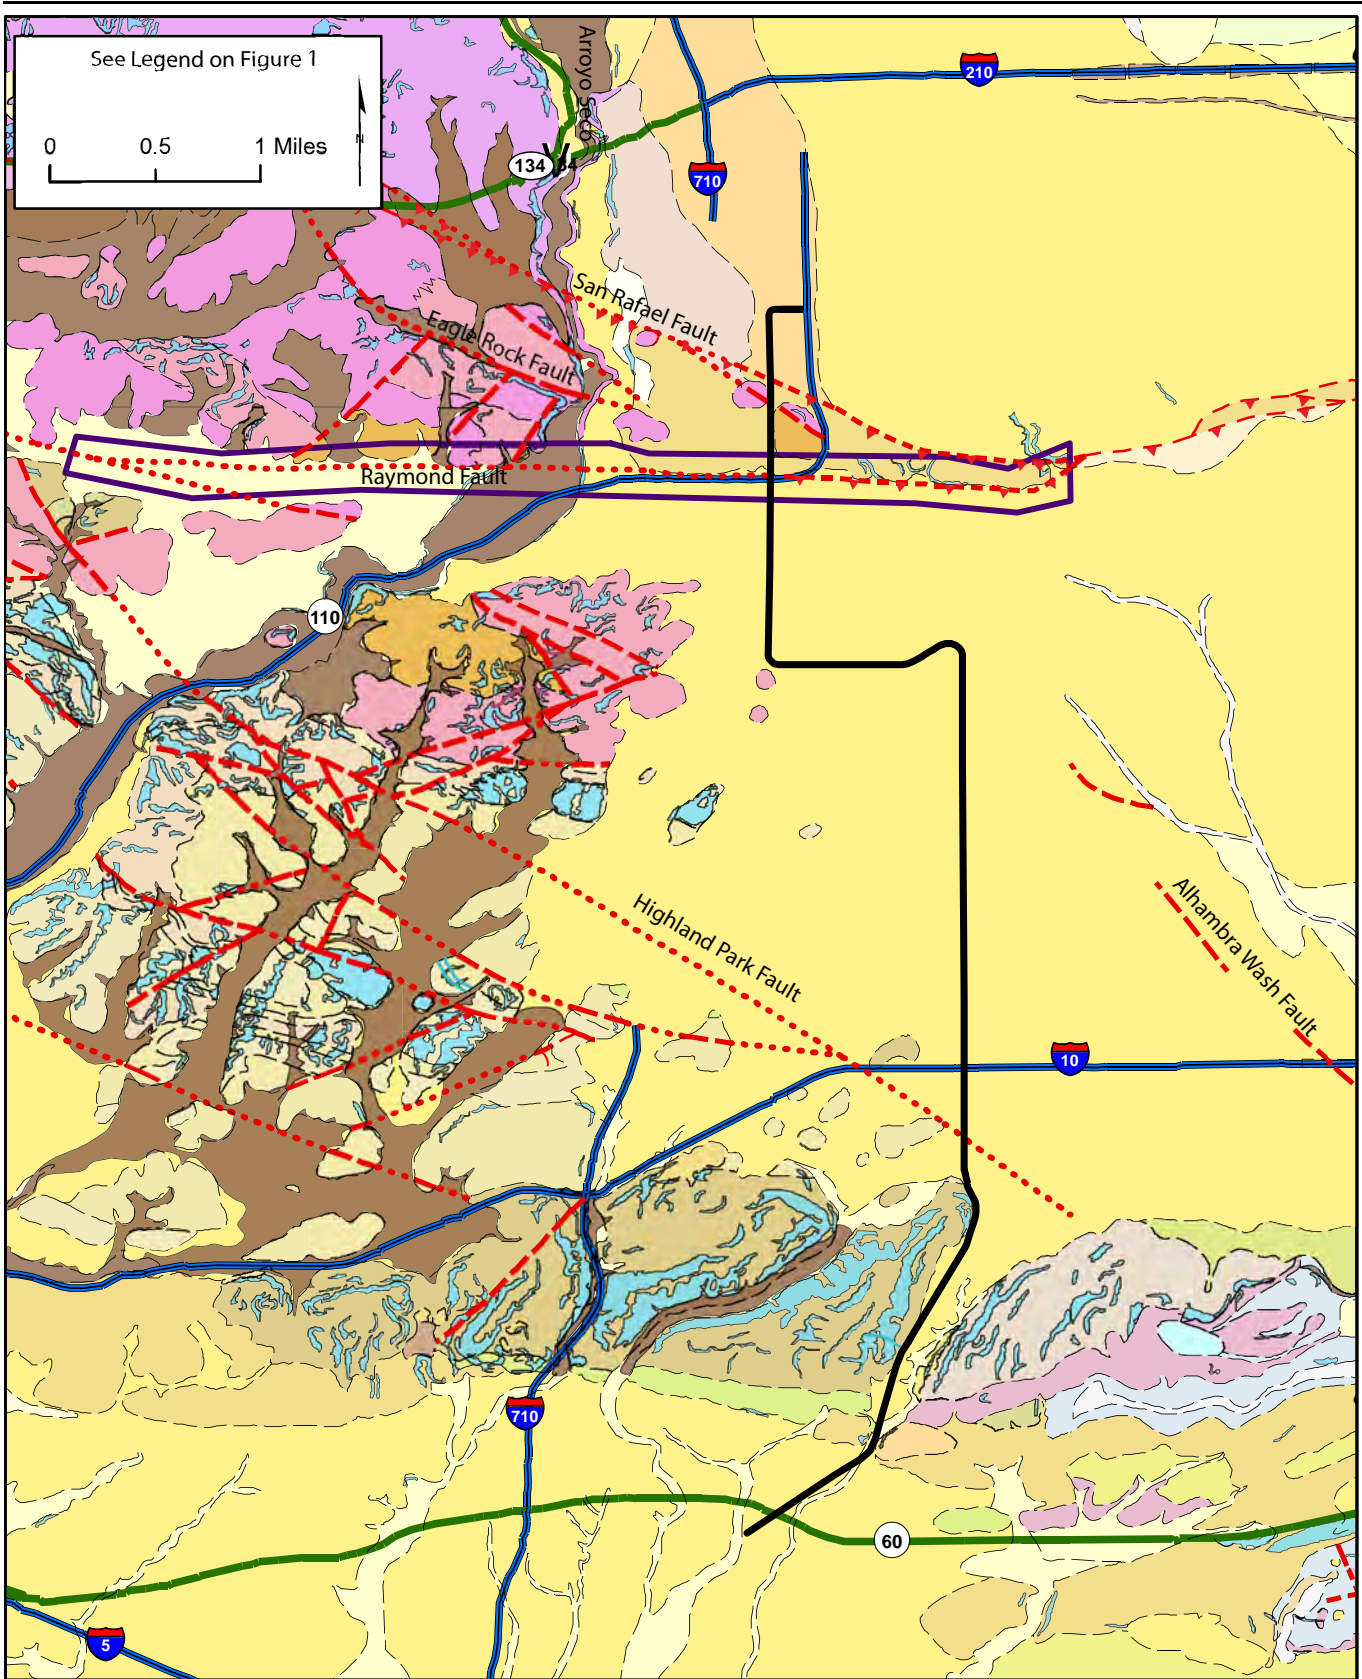 See Legend on Figure 1
0 0.5 1 Miles
N
Arroyo Seco
210
134
710
San Rafael Fault
Eagle Rock Fault
Raymond Fault
110
Highland Park Fault
Alhambra Wash Fault
10
710
60
5